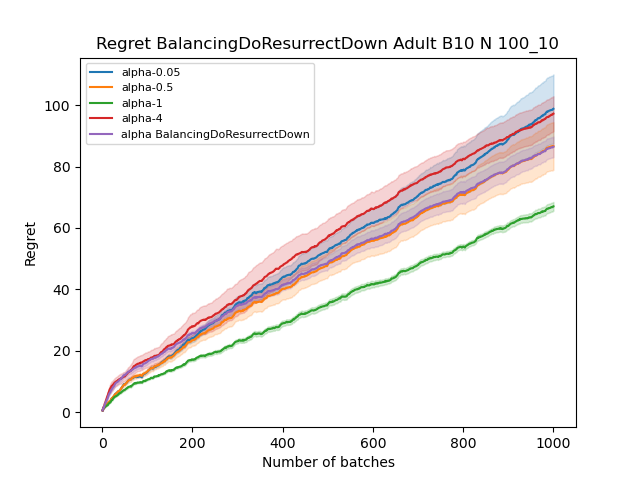 Regret BalancingDoResurrectDown Adult B10 N 100_10
alpha-0.05
alpha-0.5
alpha-1
alpha-4
alpha BalancingDoResurrectDown
100
80
60
40
20
0
Regret
0 200 400 600 800 1000
Number of batches